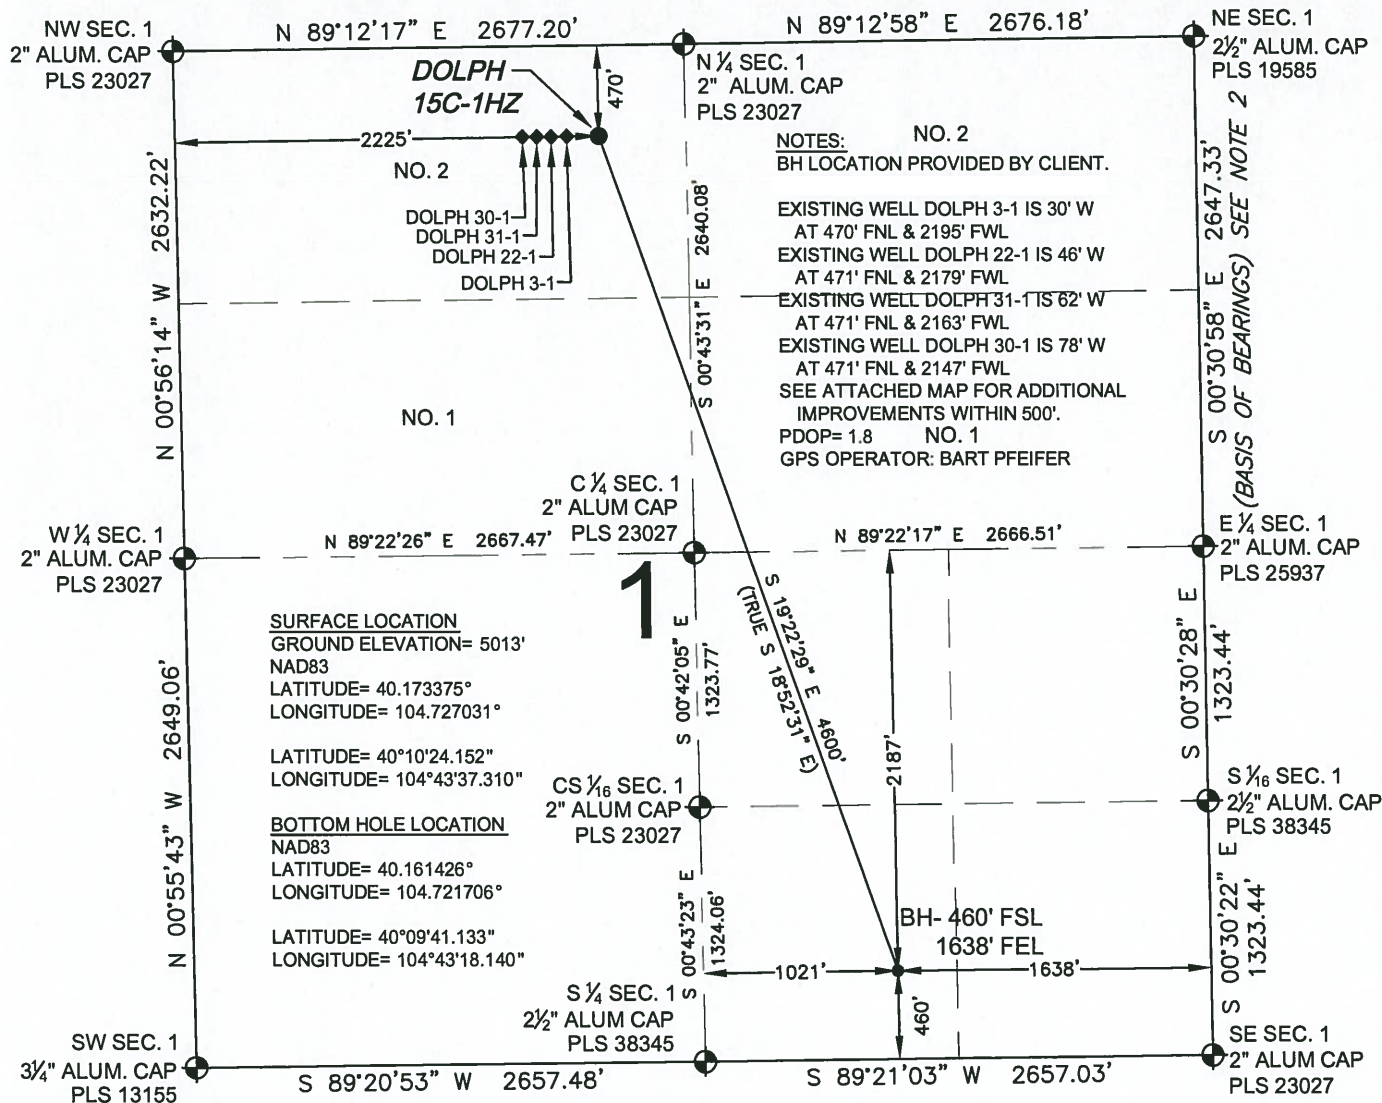 NW SEC. 1
2" ALUM. CAP
PLS 23027
N 89°12'17" E 2677.20'
N 89°12'58" E 2676.18'
NE SEC. 1
2½" ALUM. CAP
PLS 19585
N ¼ SEC. 1
2" ALUM. CAP
PLS 23027
DOLPH
15C-1HZ
470'
2225'
NO. 2
DOLPH 30-1
DOLPH 31-1
DOLPH 22-1
DOLPH 3-1
NO. 2
NOTES:
BH LOCATION PROVIDED BY CLIENT.
EXISTING WELL DOLPH 3-1 IS 30' W
AT 470' FNL & 2195' FWL
EXISTING WELL DOLPH 22-1 IS 46' W
AT 471' FNL & 2179' FWL
EXISTING WELL DOLPH 31-1 IS 62' W
AT 471' FNL & 2163' FWL
EXISTING WELL DOLPH 30-1 IS 78' W
AT 471' FNL & 2147' FWL
SEE ATTACHED MAP FOR ADDITIONAL
IMPROVEMENTS WITHIN 500'.
PDOP= 1.8 NO. 1
GPS OPERATOR: BART PFEIFER
N 00°56'14" W 2632.22'
S 00°43'31" E 2640.08'
S 00°30'58" E 2647.33'
(BASIS OF BEARINGS) SEE NOTE 2
NO. 1
C ¼ SEC. 1
2" ALUM CAP
PLS 23027
W ¼ SEC. 1
2" ALUM. CAP
PLS 23027
N 89°22'26" E 2667.47'
N 89°22'17" E 2666.51'
E ¼ SEC. 1
2" ALUM. CAP
PLS 25937
1
SURFACE LOCATION
GROUND ELEVATION= 5013'
NAD83
LATITUDE= 40.173375°
LONGITUDE= 104.727031°
LATITUDE= 40°10'24.152"
LONGITUDE= 104°43'37.310"
BOTTOM HOLE LOCATION
NAD83
LATITUDE= 40.161426°
LONGITUDE= 104.721706°
LATITUDE= 40°09'41.133"
LONGITUDE= 104°43'18.140"
N 00°55'43" W 2649.06'
S 00°42'05" E
1323.77'
S 19°22'29" E 4600'
(TRUE S 18°52'31" E)
2187'
S 00°30'28" E
1323.44'
CS 1⁄16 SEC. 1
2" ALUM CAP
PLS 23027
S 1⁄16 SEC. 1
2½" ALUM. CAP
PLS 38345
S 00°43'23" E
1324.06'
BH- 460' FSL
1638' FEL
1021'
1638'
460'
S 00°30'22" E
1323.44'
S ¼ SEC. 1
2½" ALUM CAP
PLS 38345
SW SEC. 1
3¼" ALUM. CAP
PLS 13155
S 89°20'53" W 2657.48'
S 89°21'03" W 2657.03'
SE SEC. 1
2" ALUM CAP
PLS 23027